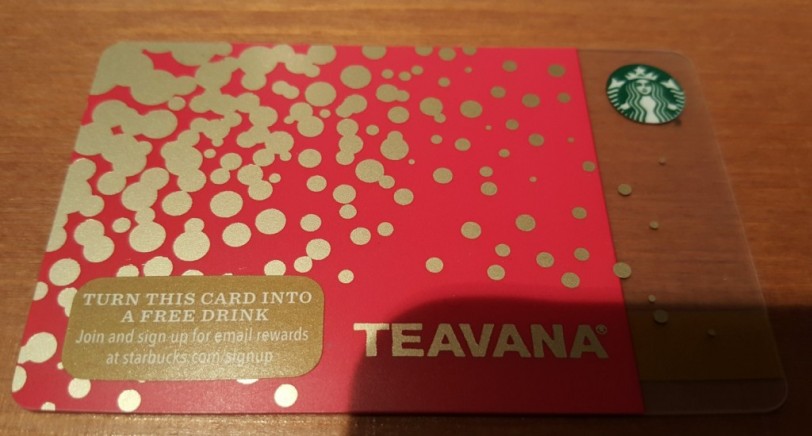 TURN THIS CARD INTO
A FREE DRINK
Join and sign up for email rewards
at starbucks.com/signup
TEAVANA®